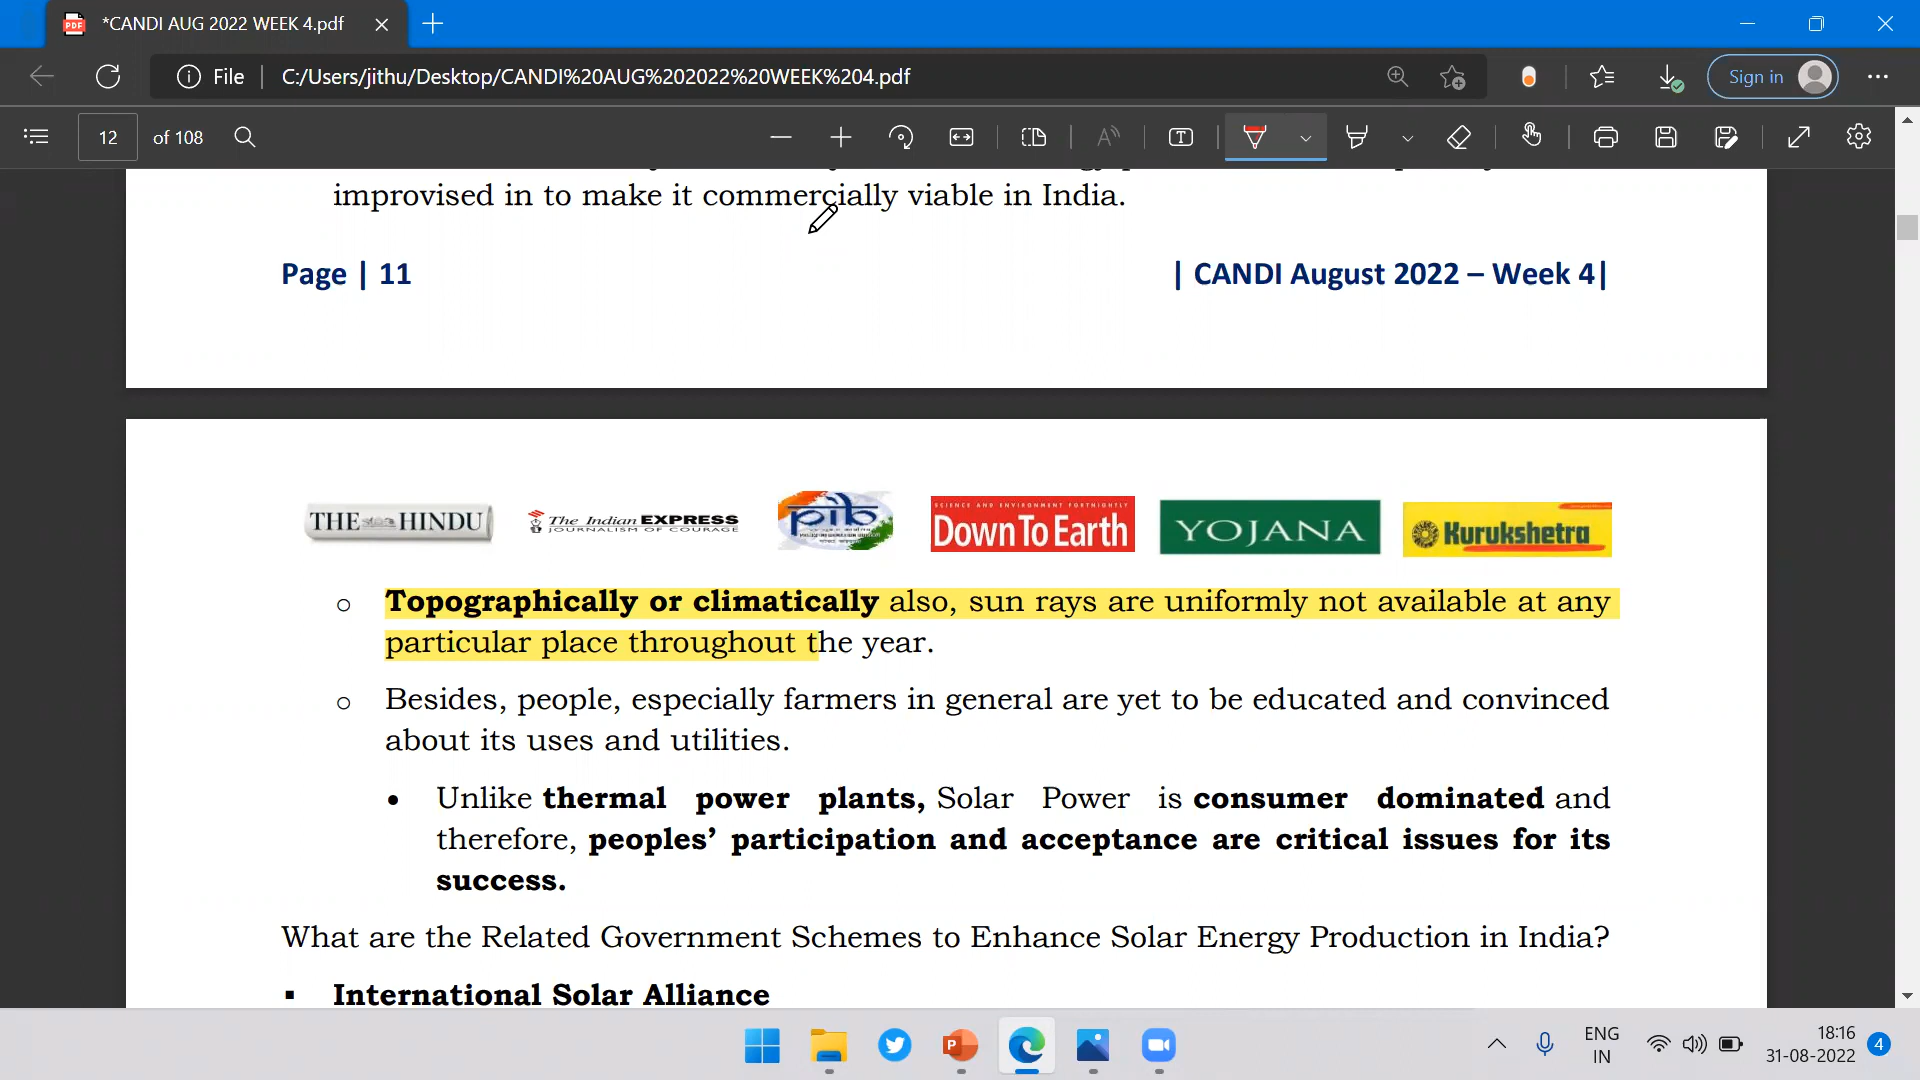 *CANDI AUG 2022 WEEK 4.pdf
File
C:/Users/jithu/Desktop/CANDI%20AUG%202022%20WEEK%204.pdf
Sign in
12 of 108
improvised in to make it commercially viable in India.
Page | 11
| CANDI August 2022 – Week 4|
THE HINDU
The Indian EXPRESS
JOURNALISM OF COURAGE
pib
SCIENCE AND ENVIRONMENT FORTNIGHTLY
Down To Earth
YOJANA
Kurukshetra
o Topographically or climatically also, sun rays are uniformly not available at any
particular place throughout the year.
o Besides, people, especially farmers in general are yet to be educated and convinced
about its uses and utilities.
• Unlike thermal power plants, Solar Power is consumer dominated and
therefore, peoples’ participation and acceptance are critical issues for its
success.
What are the Related Government Schemes to Enhance Solar Energy Production in India?
▪ International Solar Alliance
ENG
IN
18:16
31-08-2022
4